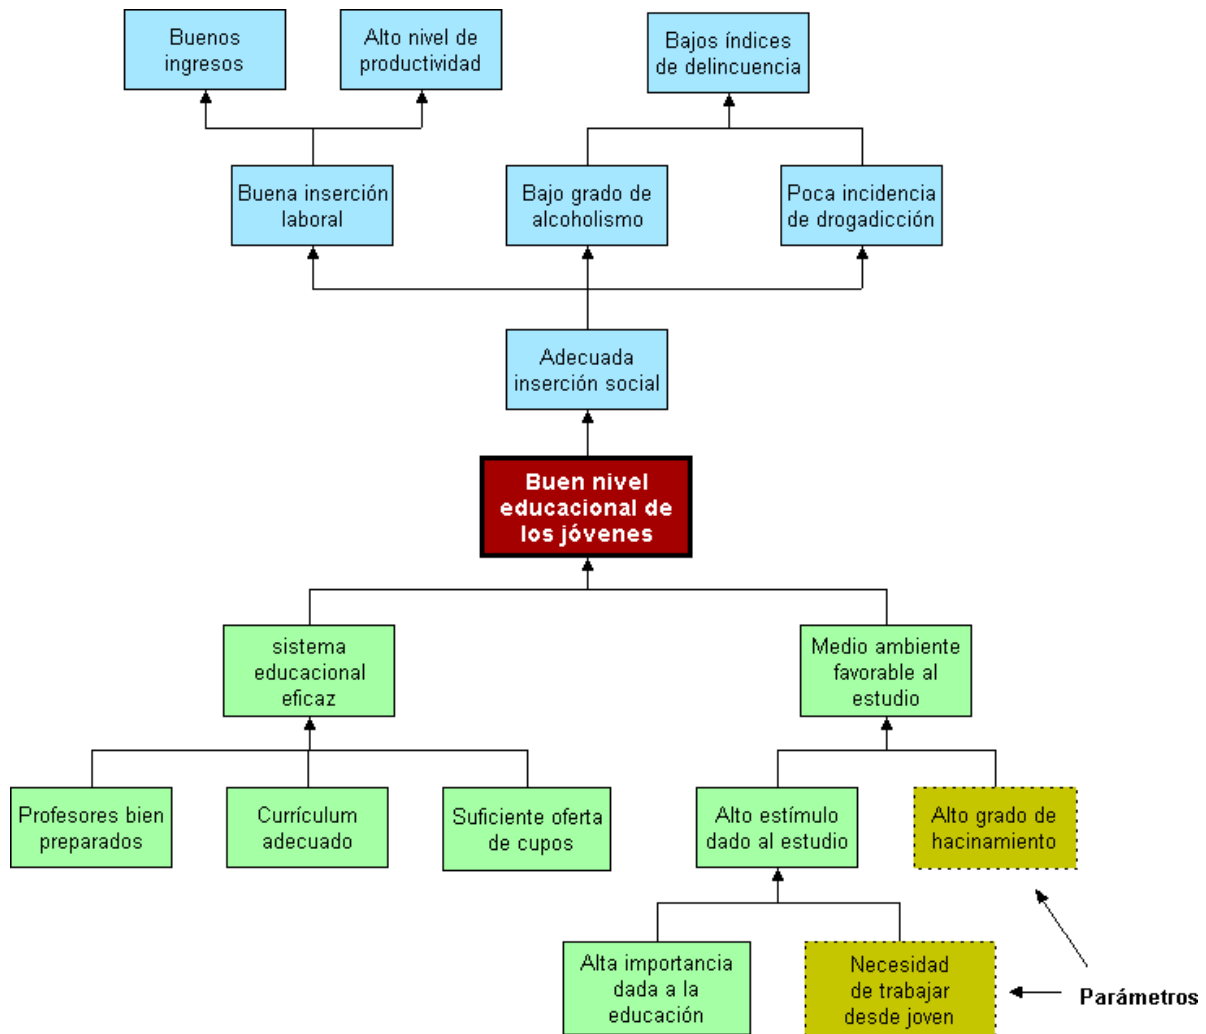 Buenos
ingresos
Alto nivel de
productividad
Bajos índices
de delincuencia
Buena inserción
laboral
Bajo grado de
alcoholismo
Poca incidencia
de drogadicción
Adecuada
inserción social
Buen nivel
educacional de
los jóvenes
sistema
educacional
eficaz
Medio ambiente
favorable al
estudio
Profesores bien
preparados
Currículum
adecuado
Suficiente oferta
de cupos
Alto estímulo
dado al estudio
Alto grado de
hacinamiento
Alta importancia
dada a la
educación
Necesidad
de trabajar
desde joven
Parámetros